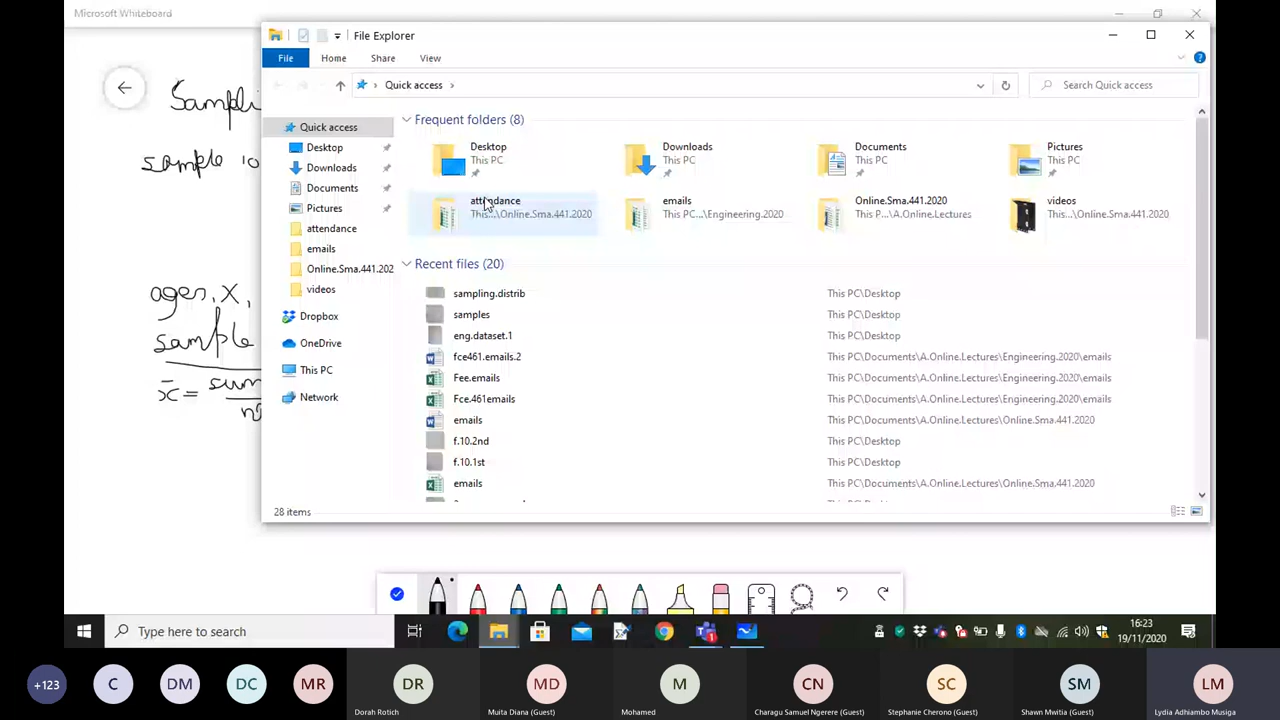 Microsoft Whiteboard
File Explorer
File
Home
Share
View
Quick access
Search Quick access
Sampli
sample 10
ages, X,
sample
x̄ = sum
Quick access
Desktop
Downloads
Documents
Pictures
attendance
emails
Online.Sma.441.202
videos
Dropbox
OneDrive
This PC
Network
Frequent folders (8)
Desktop
This PC
Downloads
This PC
Documents
This PC
Pictures
This PC
attendance
This...\Online.Sma.441.2020
emails
This PC...\Engineering.2020
Online.Sma.441.2020
This P...\A.Online.Lectures
videos
This...\Online.Sma.441.2020
Recent files (20)
sampling.distrib This PC\Desktop
samples This PC\Desktop
eng.dataset.1 This PC\Desktop
fce461.emails.2 This PC\Documents\A.Online.Lectures\Engineering.2020\emails
Fee.emails This PC\Documents\A.Online.Lectures\Engineering.2020\emails
Fce.461emails This PC\Documents\A.Online.Lectures\Engineering.2020\emails
emails This PC\Documents\A.Online.Lectures\Online.Sma.441.2020
f.10.2nd This PC\Desktop
f.10.1st This PC\Desktop
emails This PC\Documents\A.Online.Lectures\Online.Sma.441.2020
28 items
Type here to search
16:23
19/11/2020
+123
C
DM
DC
MR
DR
Dorah Rotich
MD
Muita Diana (Guest)
M
Mohamed
CN
Charagu Samuel Ngerere (Guest)
SC
Stephanie Cherono (Guest)
SM
Shawn Mwitia (Guest)
LM
Lydia Adhiambo Musiga